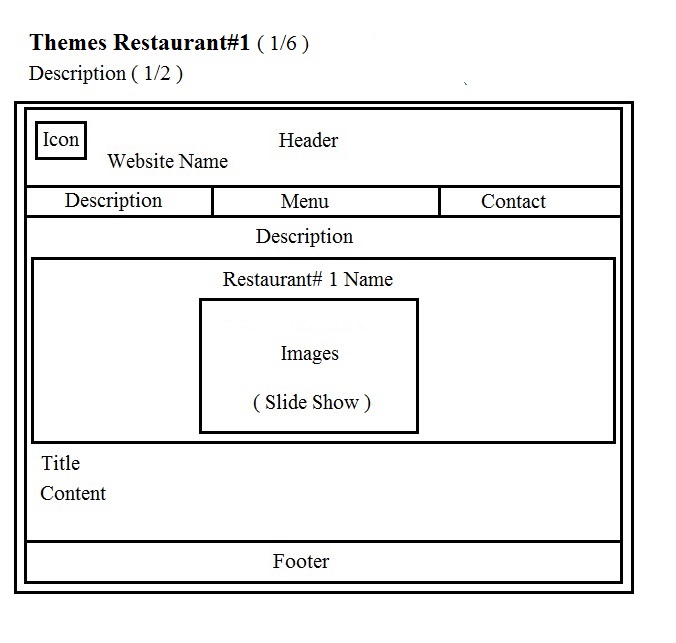 Themes Restaurant#1 ( 1/6 )
Description ( 1/2 )
Icon
Header
Website Name
Description Menu Contact
Description
Restaurant# 1 Name
Images
( Slide Show )
Title
Content
Footer